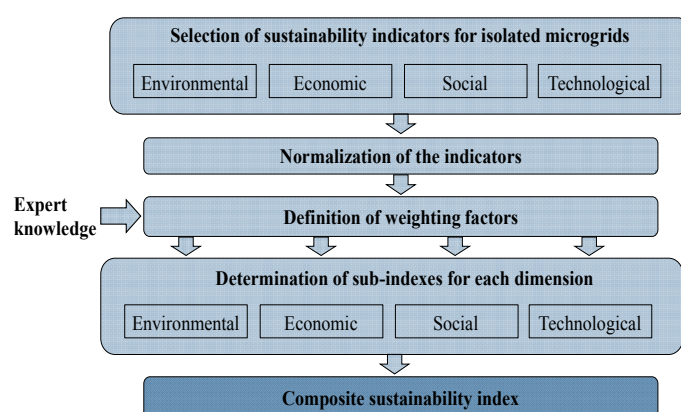 Selection of sustainability indicators for isolated microgrids
Environmental
Economic
Social
Technological
Normalization of the indicators
Expert
knowledge
Definition of weighting factors
Determination of sub-indexes for each dimension
Environmental
Economic
Social
Technological
Composite sustainability index